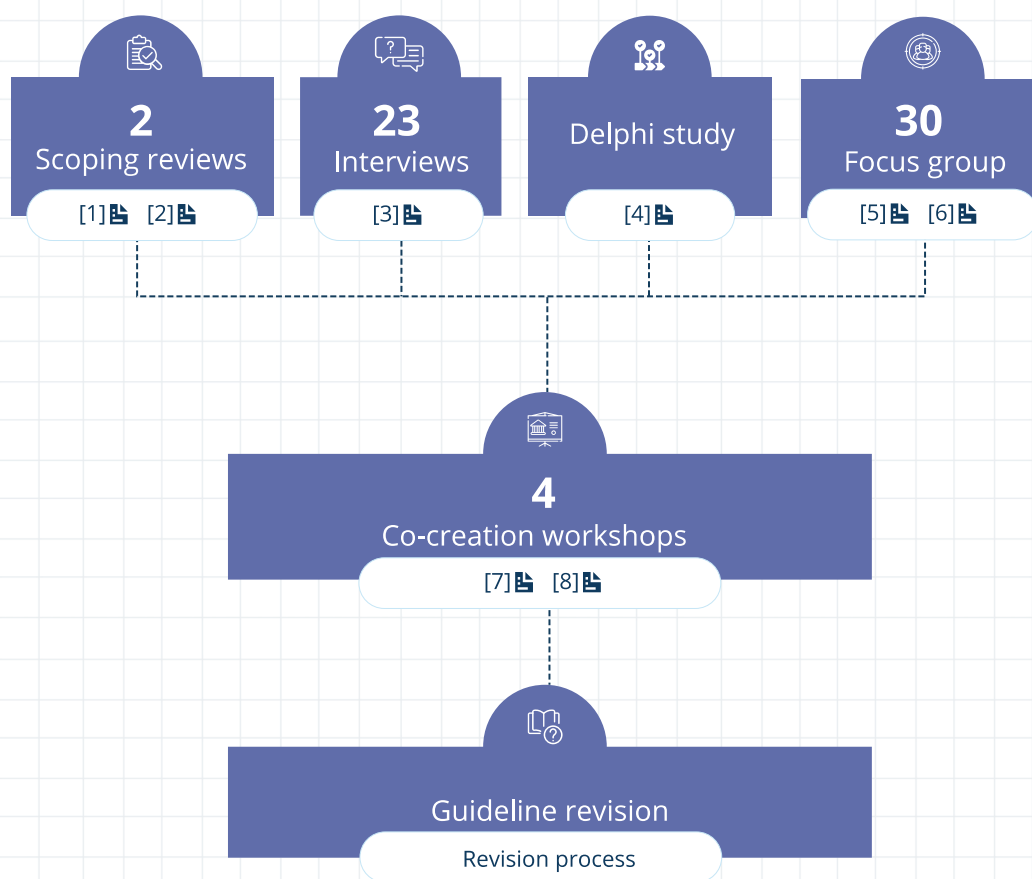 2
Scoping reviews
[1] [2]
23
Interviews
[3]
Delphi study
[4]
30
Focus group
[5] [6]
4
Co-creation workshops
[7] [8]
Guideline revision
Revision process